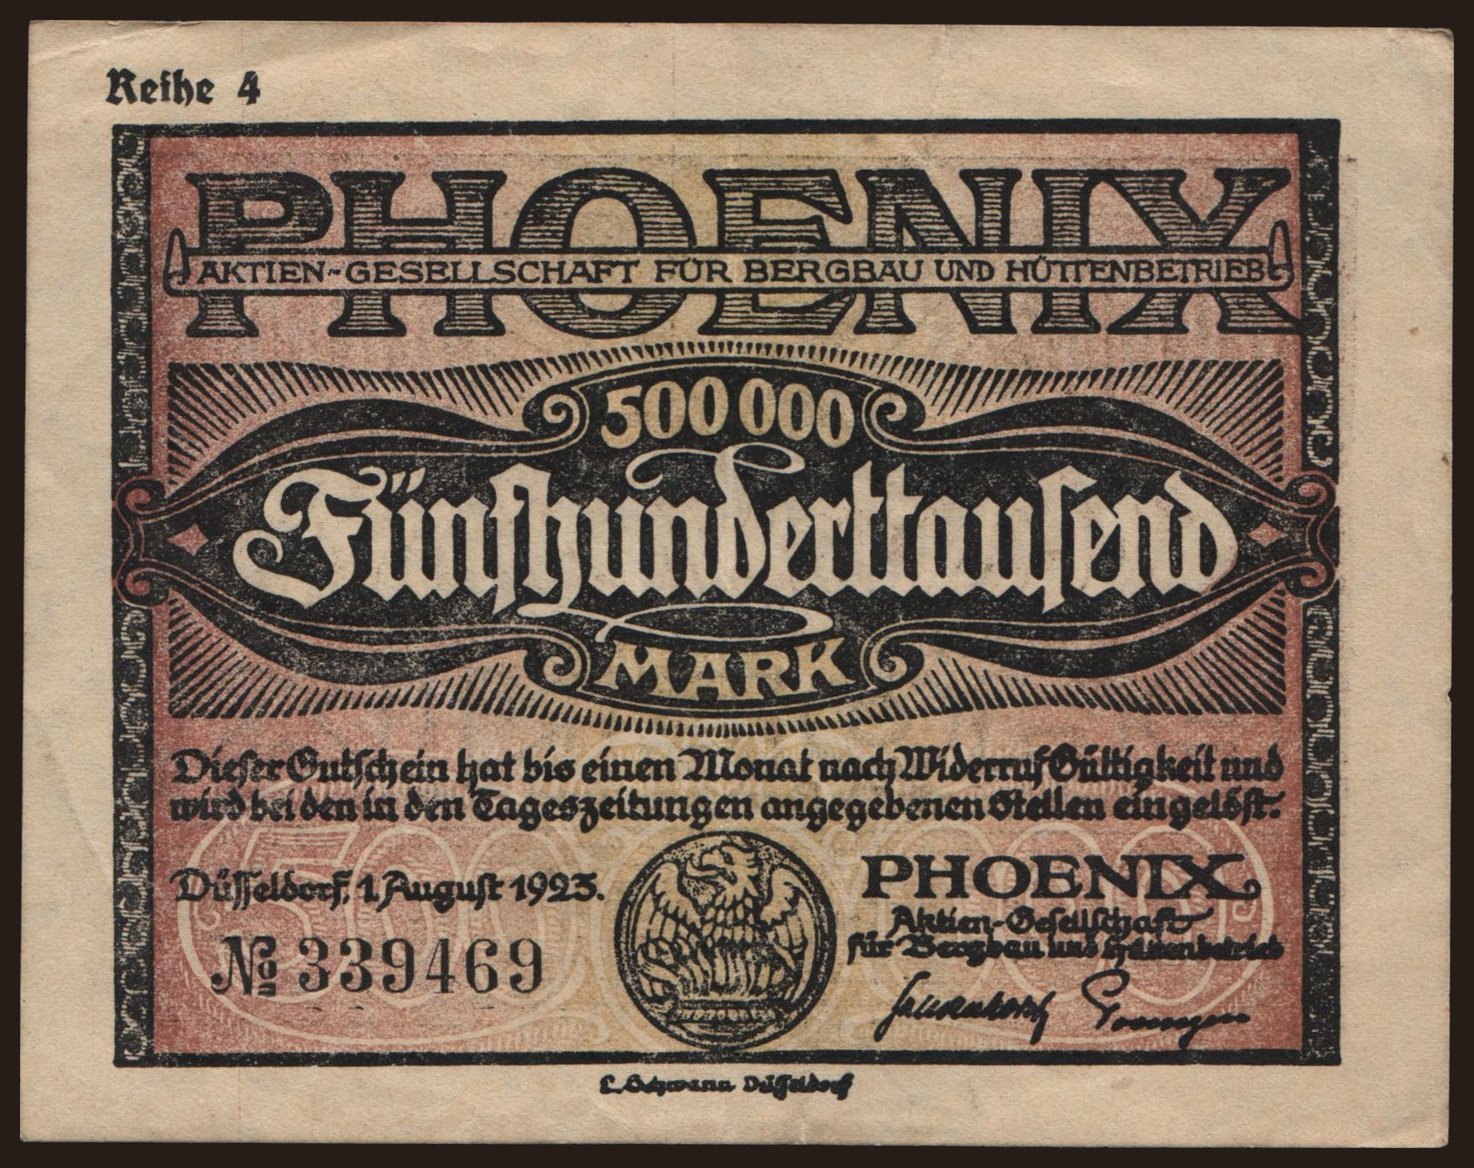 Reihe 4
PHOENIX
AKTIEN-GESELLSCHAFT FÜR BERGBAU UND HÜTTENBETRIEB
500 000
Fünfhunderttausend
MARK
Dieser Gutschein hat bis einen Monat nach Widerruf Gültigkeit und
wird bei den in den Tageszeitungen angegebenen Stellen eingelöst.
Düsseldorf, 1. August 1923.
PHOENIX
Aktien-Gesellschaft
für Bergbau und Hüttenbetrieb
№ 339469
L. Schwann Düsseldorf